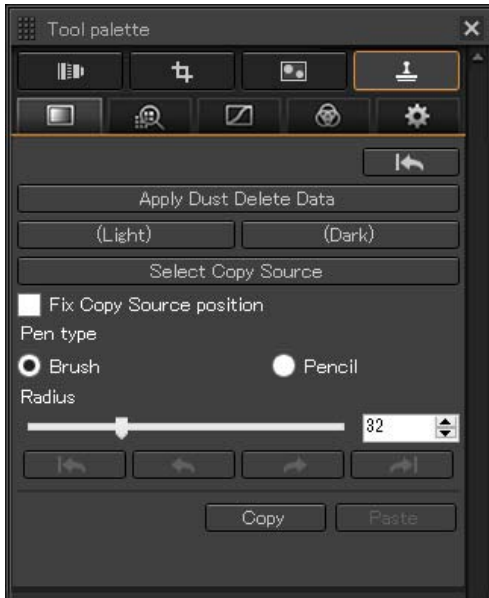 Tool palette
Apply Dust Delete Data
(Light) (Dark)
Select Copy Source
Fix Copy Source position
Pen type
Brush Pencil
Radius
32
Copy Paste